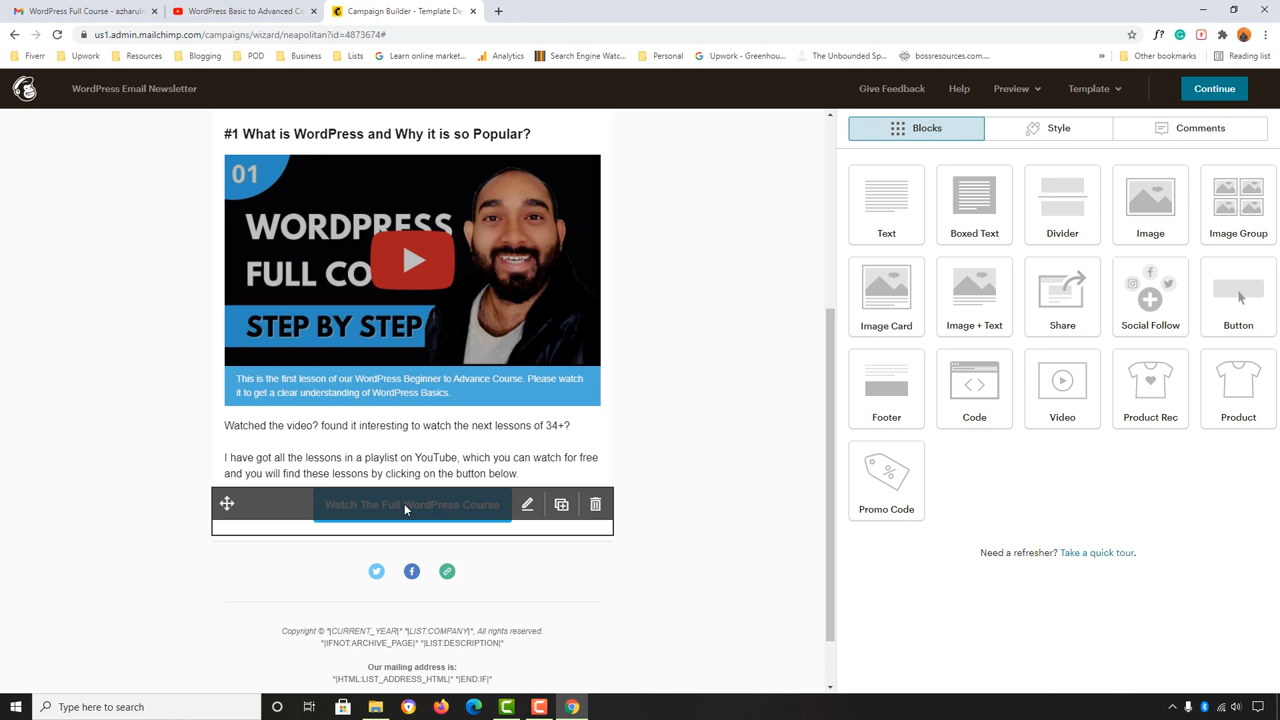 WordPress Full Course - azharulr
WordPress Basic to Advanced Co
Campaign Builder - Template De
us1.admin.mailchimp.com/campaigns/wizard/neapolitan?id=4873674#
Fiverr
Upwork
Resources
Blogging
POD
Business
Lists
Learn online market...
Analytics
Search Engine Watc...
Personal
Upwork - Greenhou...
The Unbounded Sp...
bossresources.com...
»
Other bookmarks
Reading list
WordPress Email Newsletter
Give Feedback
Help
Preview
Template
Continue
#1 What is WordPress and Why it is so Popular?
01
WORDPRESS
FULL CO
STEP BY STEP
This is the first lesson of our WordPress Beginner to Advance Course. Please watch
it to get a clear understanding of WordPress Basics.
Watched the video? found it interesting to watch the next lessons of 34+?
I have got all the lessons in a playlist on YouTube, which you can watch for free
and you will find these lessons by clicking on the button below.
Watch The Full WordPress Course
Copyright © *|CURRENT_YEAR|* *|LIST:COMPANY|*, All rights reserved.
*|IFNOT:ARCHIVE_PAGE|* *|LIST:DESCRIPTION|*
Our mailing address is:
*|HTML:LIST_ADDRESS_HTML|* *|END:IF|*
Blocks
Style
Comments
Text
Boxed Text
Divider
Image
Image Group
Image Card
Image + Text
Share
Social Follow
Button
Footer
Code
Video
Product Rec
Product
Promo Code
Need a refresher? Take a quick tour.
Type here to search